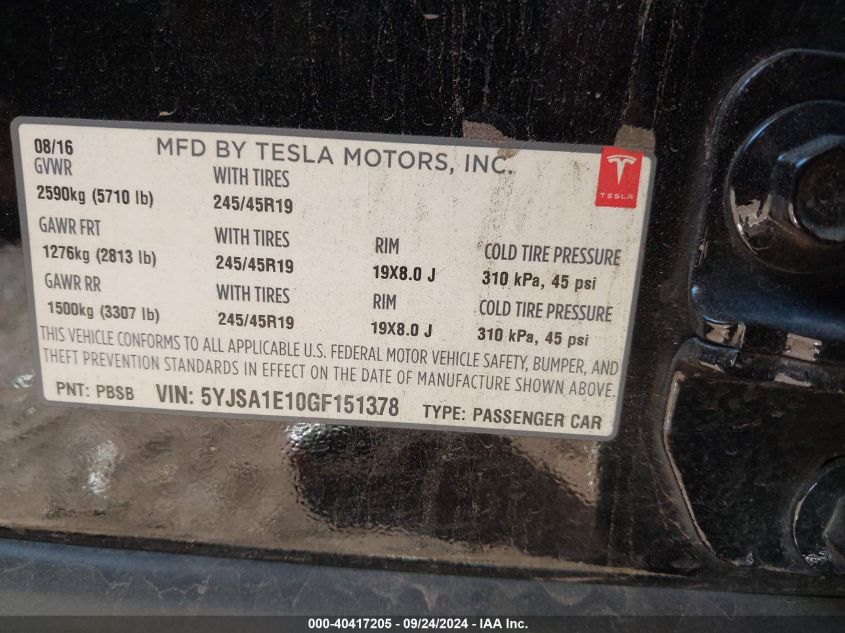 08/16 MFD BY TESLA MOTORS, INC.
GVWR WITH TIRES
2590kg (5710 lb) 245/45R19
TESLA
GAWR FRT WITH TIRES RIM COLD TIRE PRESSURE
1276kg (2813 lb) 245/45R19 19X8.0 J 310 kPa, 45 psi
GAWR RR WITH TIRES RIM COLD TIRE PRESSURE
1500kg (3307 lb) 245/45R19 19X8.0 J 310 kPa, 45 psi
THIS VEHICLE CONFORMS TO ALL APPLICABLE U.S. FEDERAL MOTOR VEHICLE SAFETY, BUMPER, AND
THEFT PREVENTION STANDARDS IN EFFECT ON THE DATE OF MANUFACTURE SHOWN ABOVE.
PNT: PBSB VIN: 5YJSA1E10GF151378 TYPE: PASSENGER CAR
000-40417205 - 09/24/2024 - IAA Inc.